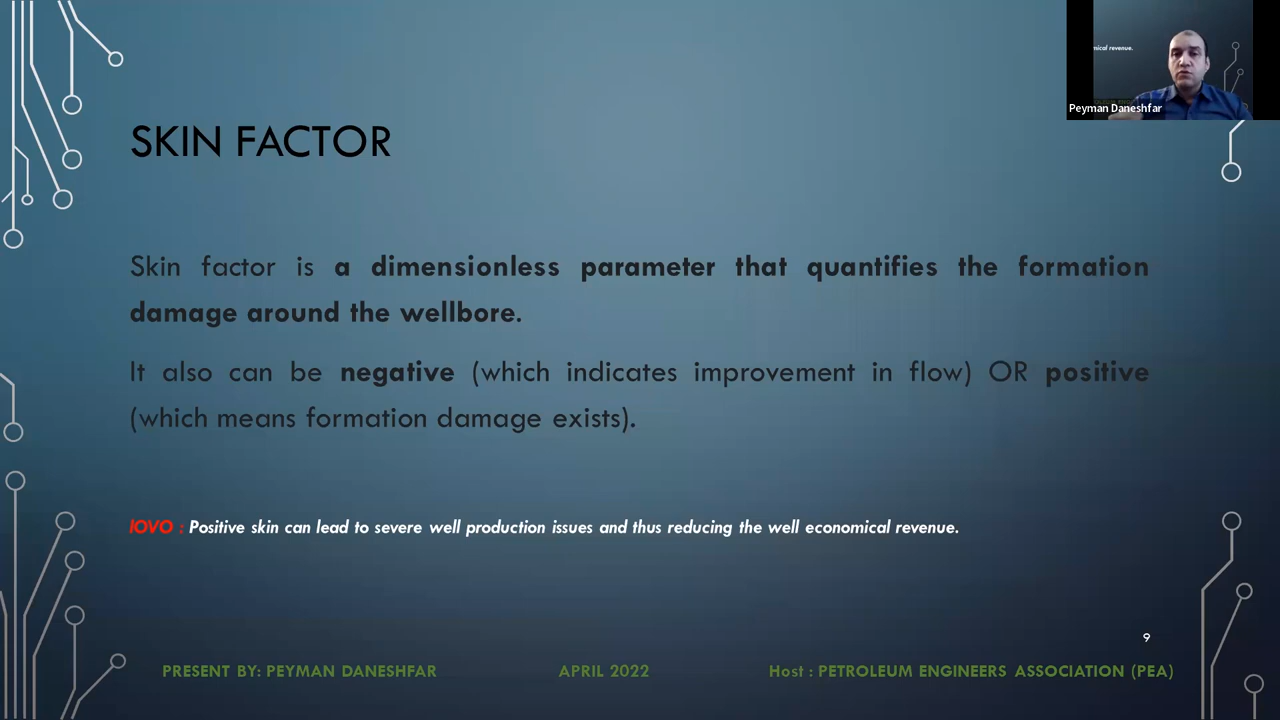 mical revenue.
Peyman Daneshfar
SKIN FACTOR
Skin factor is a dimensionless parameter that quantifies the formation
damage around the wellbore.
It also can be negative (which indicates improvement in flow) OR positive
(which means formation damage exists).
IOVO : Positive skin can lead to severe well production issues and thus reducing the well economical revenue.
9
PRESENT BY: PEYMAN DANESHFAR
APRIL 2022
Host : PETROLEUM ENGINEERS ASSOCIATION (PEA)